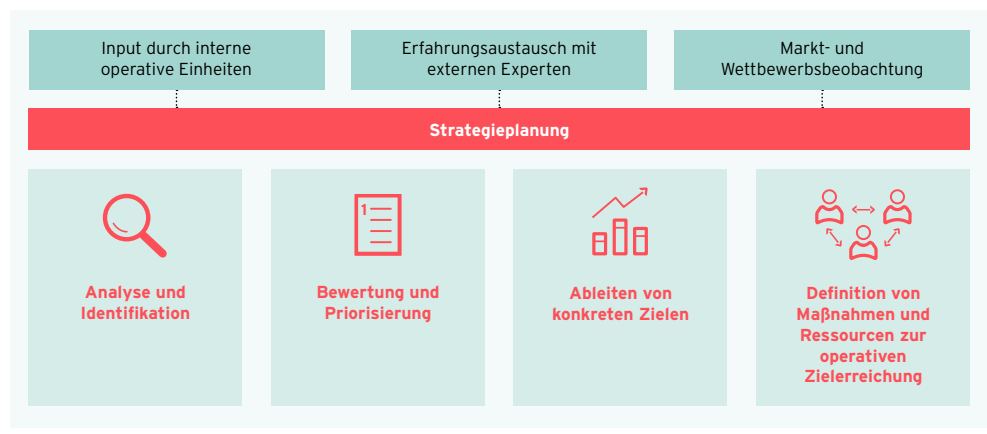 Input durch interne
operative Einheiten
Erfahrungsaustausch mit
externen Experten
Markt- und
Wettbewerbsbeobachtung
Strategieplanung
1
Analyse und
Identifikation
Bewertung und
Priorisierung
Ableiten von
konkreten Zielen
Definition von
Maßnahmen und
Ressourcen zur
operativen
Zielerreichung